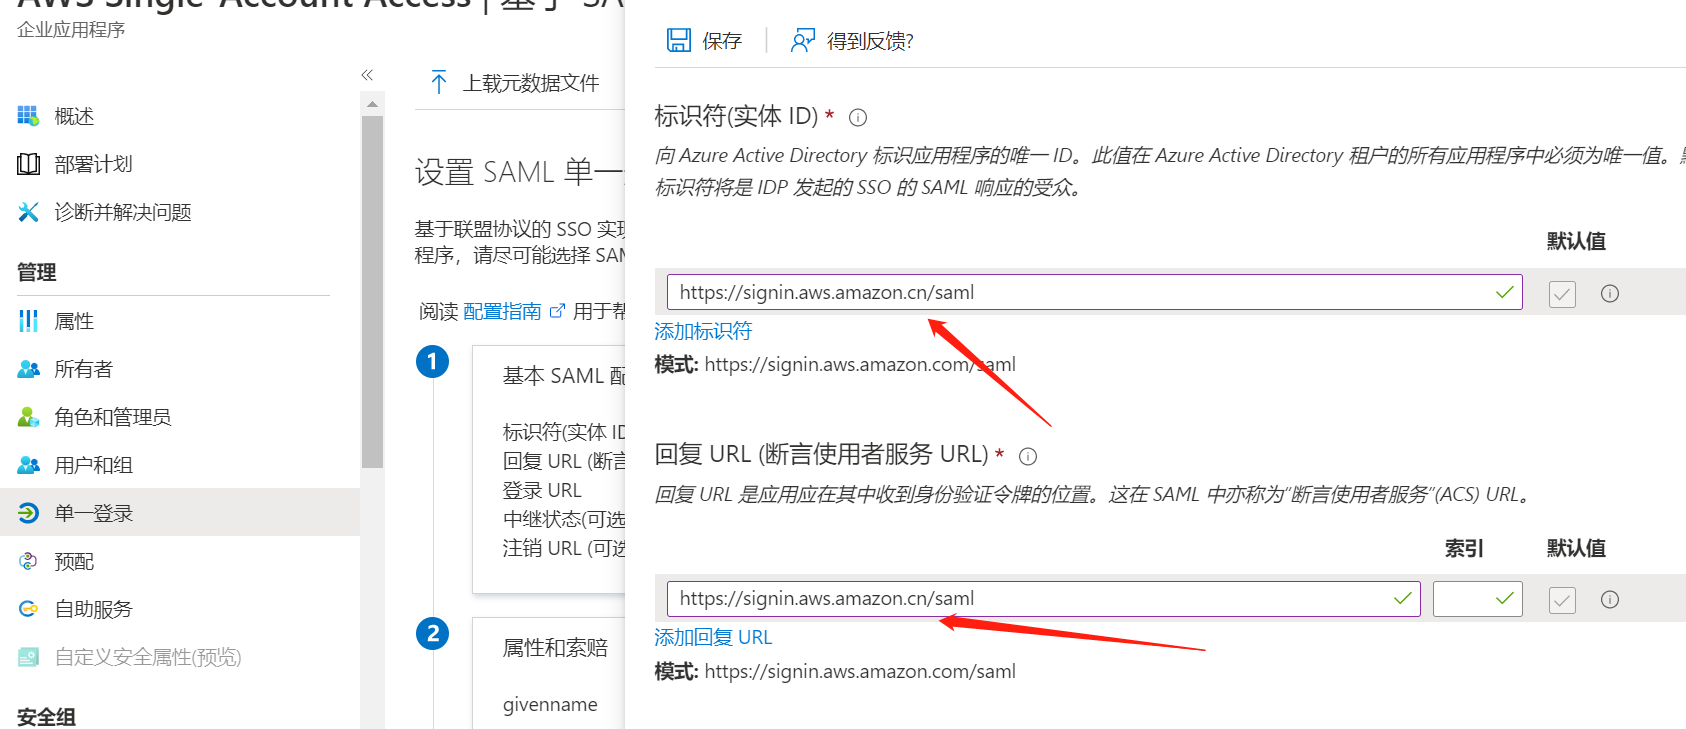 AWS Single-Account Access | 基于 SA
企业应用程序
«
概述
部署计划
诊断并解决问题
管理
属性
所有者
角色和管理员
用户和组
单一登录
预配
自助服务
自定义安全属性(预览)
安全组
上载元数据文件
设置 SAML 单一
基于联盟协议的 SSO 实
程序，请尽可能选择 SA
阅读 配置指南 用于帮
1
基本 SAML 配
标识符(实体 ID
回复 URL (断言
登录 URL
中继状态(可选
注销 URL (可选
2
属性和索赔
givenname
保存
得到反馈?
标识符(实体 ID) *
向 Azure Active Directory 标识应用程序的唯一 ID。此值在 Azure Active Directory 租户的所有应用程序中必须为唯一值。
标识符将是 IDP 发起的 SSO 的 SAML 响应的受众。
默认值
https://signin.aws.amazon.cn/saml
添加标识符
模式: https://signin.aws.amazon.com/saml
回复 URL (断言使用者服务 URL) *
回复 URL 是应用应在其中收到身份验证令牌的位置。这在 SAML 中亦称为“断言使用者服务”(ACS) URL。
索引 默认值
https://signin.aws.amazon.cn/saml
添加回复 URL
模式: https://signin.aws.amazon.com/saml